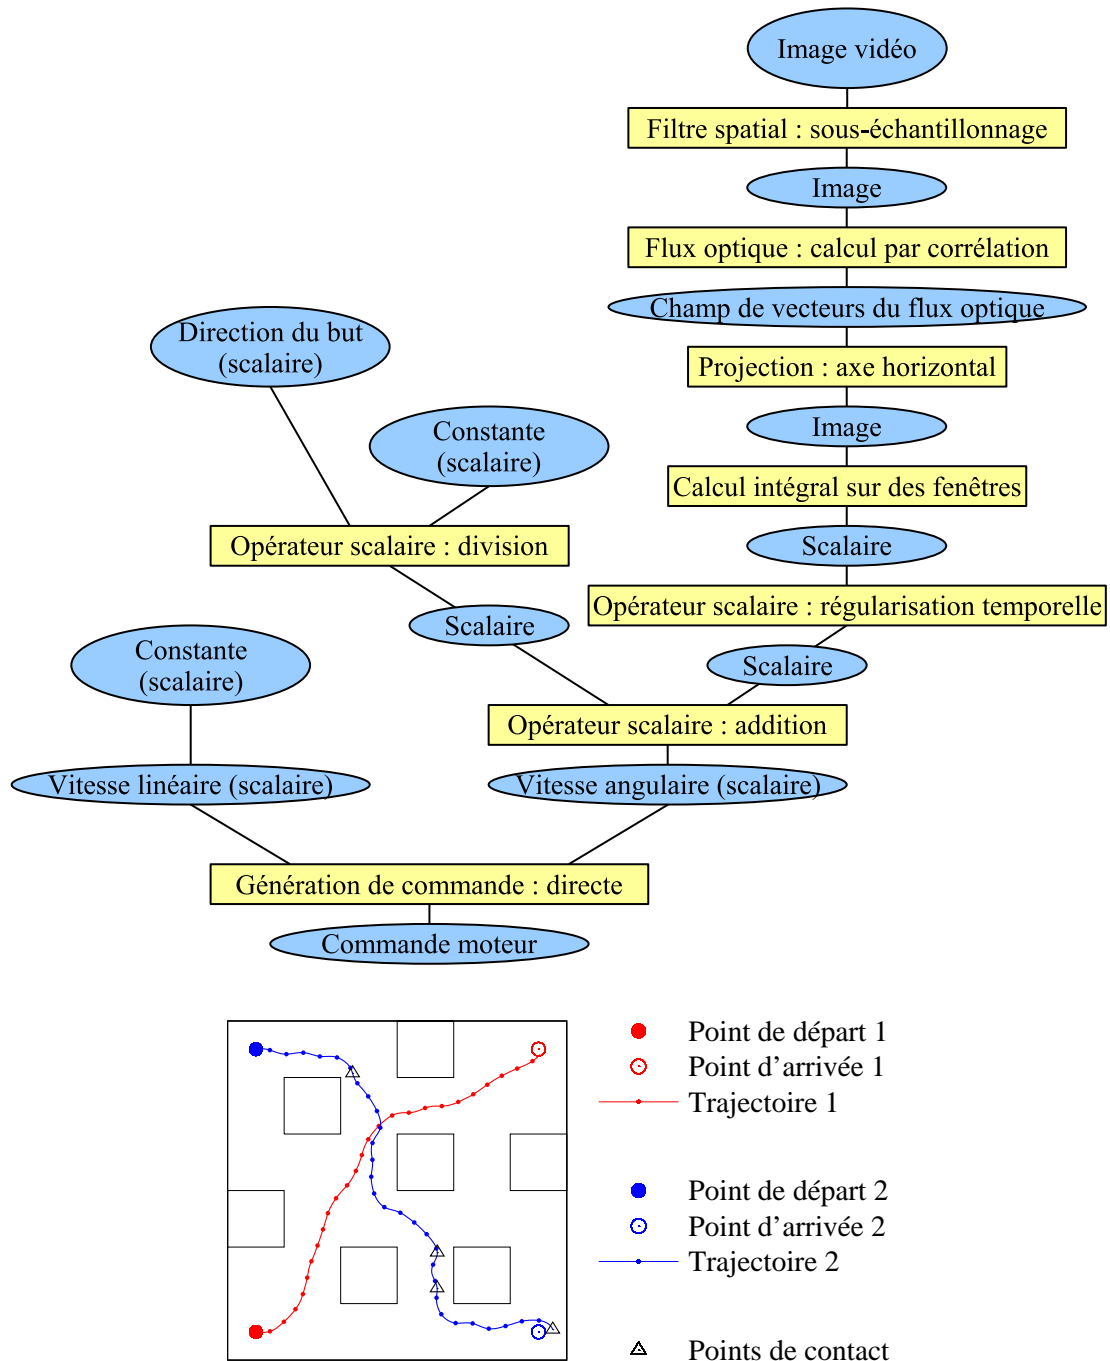 Image vidéo
Filtre spatial : sous-échantillonnage
Image
Flux optique : calcul par corrélation
Champ de vecteurs du flux optique
Direction du but
(scalaire)
Projection : axe horizontal
Constante
(scalaire)
Image
Calcul intégral sur des fenêtres
Opérateur scalaire : division
Scalaire
Opérateur scalaire : régularisation temporelle
Scalaire
Constante
(scalaire)
Scalaire
Opérateur scalaire : addition
Vitesse linéaire (scalaire)
Vitesse angulaire (scalaire)
Génération de commande : directe
Commande moteur
Point de départ 1
Point d’arrivée 1
Trajectoire 1
Point de départ 2
Point d’arrivée 2
Trajectoire 2
Points de contact